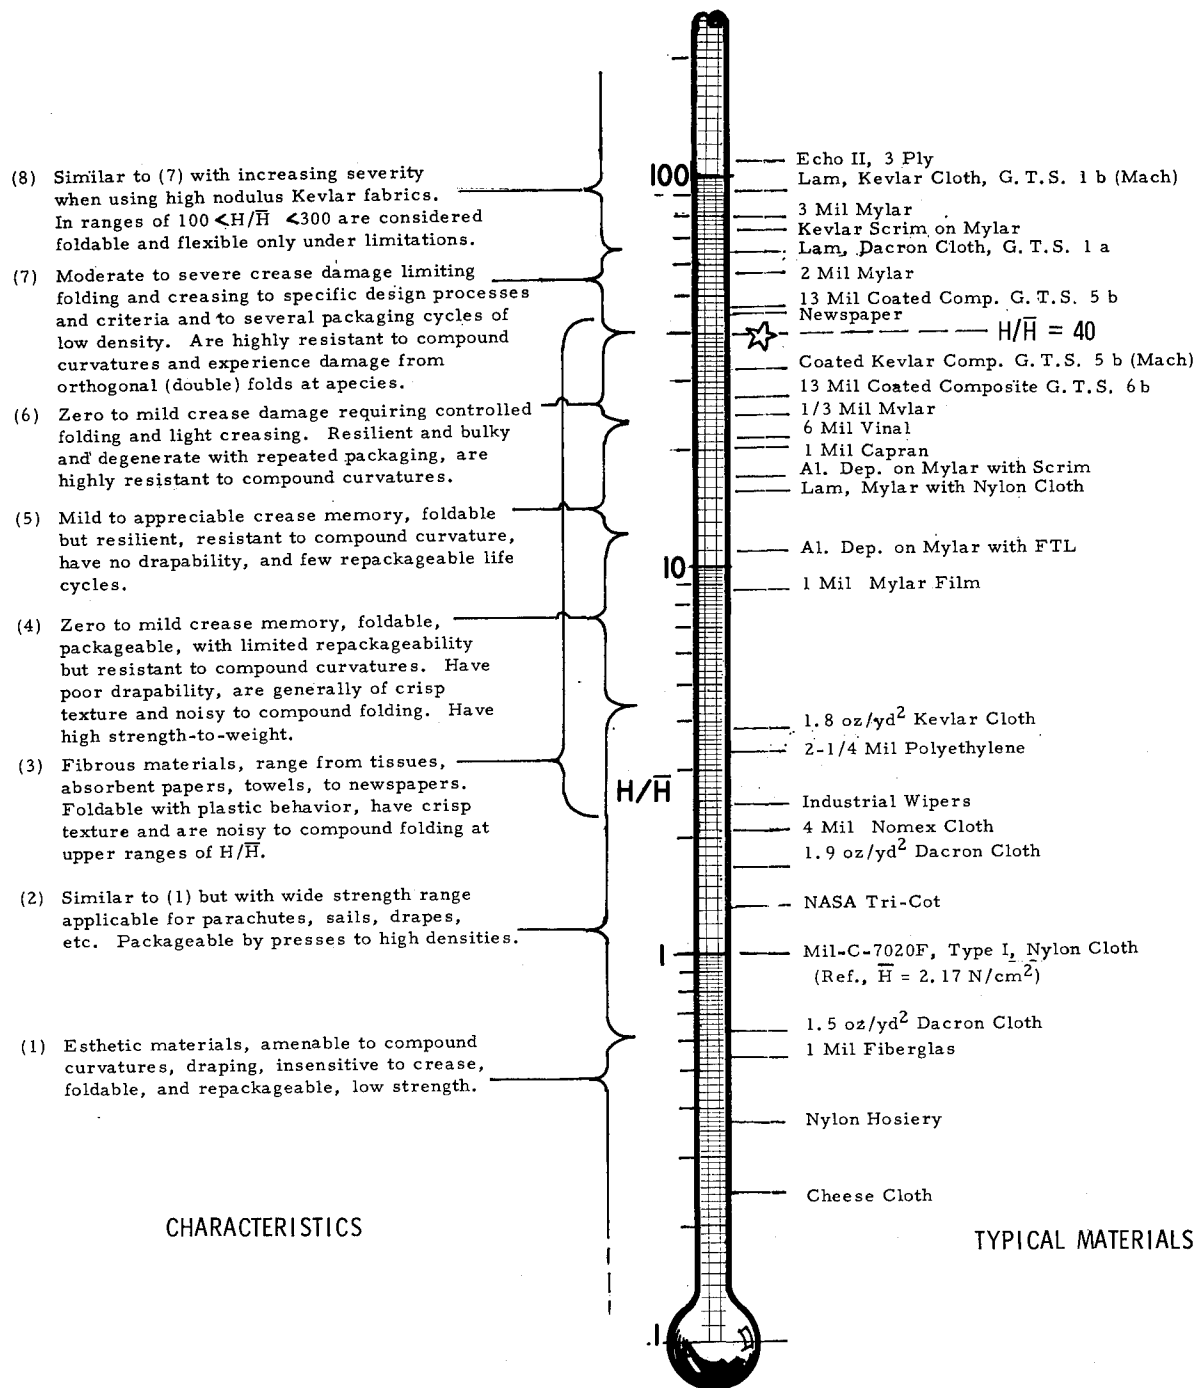 (8) Similar to (7) with increasing severity
when using high nodulus Kevlar fabrics.
In ranges of 100 < H/H̅ < 300 are considered
foldable and flexible only under limitations.
(7) Moderate to severe crease damage limiting
folding and creasing to specific design processes
and criteria and to several packaging cycles of
low density. Are highly resistant to compound
curvatures and experience damage from
orthogonal (double) folds at apecies.
(6) Zero to mild crease damage requiring controlled
folding and light creasing. Resilient and bulky
and degenerate with repeated packaging, are
highly resistant to compound curvatures.
(5) Mild to appreciable crease memory, foldable
but resilient, resistant to compound curvature,
have no drapability, and few repackageable life
cycles.
(4) Zero to mild crease memory, foldable,
packageable, with limited repackageability
but resistant to compound curvatures. Have
poor drapability, are generally of crisp
texture and noisy to compound folding. Have
high strength-to-weight.
(3) Fibrous materials, range from tissues,
absorbent papers, towels, to newspapers.
Foldable with plastic behavior, have crisp
texture and are noisy to compound folding at
upper ranges of H/H̅.
(2) Similar to (1) but with wide strength range
applicable for parachutes, sails, drapes,
etc. Packageable by presses to high densities.
(1) Esthetic materials, amenable to compound
curvatures, draping, insensitive to crease,
foldable, and repackageable, low strength.
CHARACTERISTICS
100
10
H/H̅
1
.1
Echo II, 3 Ply
Lam, Kevlar Cloth, G. T. S. 1 b (Mach)
3 Mil Mylar
Kevlar Scrim on Mylar
Lam, Dacron Cloth, G. T. S. 1 a
2 Mil Mylar
13 Mil Coated Comp. G. T. S. 5 b
Newspaper
H/H̅ = 40
Coated Kevlar Comp. G. T. S. 5 b (Mach)
13 Mil Coated Composite G. T. S. 6 b
1/3 Mil Mylar
6 Mil Vinal
1 Mil Capran
Al. Dep. on Mylar with Scrim
Lam, Mylar with Nylon Cloth
Al. Dep. on Mylar with FTL
1 Mil Mylar Film
1.8 oz/yd² Kevlar Cloth
2-1/4 Mil Polyethylene
Industrial Wipers
4 Mil Nomex Cloth
1.9 oz/yd² Dacron Cloth
NASA Tri-Cot
Mil-C-7020F, Type I, Nylon Cloth
(Ref., H̅ = 2.17 N/cm²)
1.5 oz/yd² Dacron Cloth
1 Mil Fiberglas
Nylon Hosiery
Cheese Cloth
TYPICAL MATERIALS